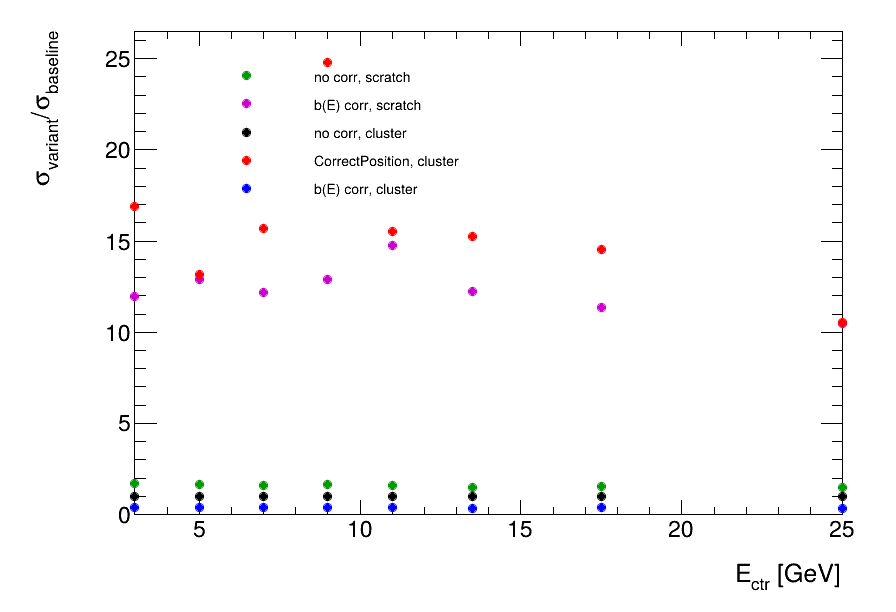 σvariant/σbaseline
25
20
15
10
5
0
no corr, scratch
b(E) corr, scratch
no corr, cluster
CorrectPosition, cluster
b(E) corr, cluster
5 10 15 20 25
Ectr [GeV]